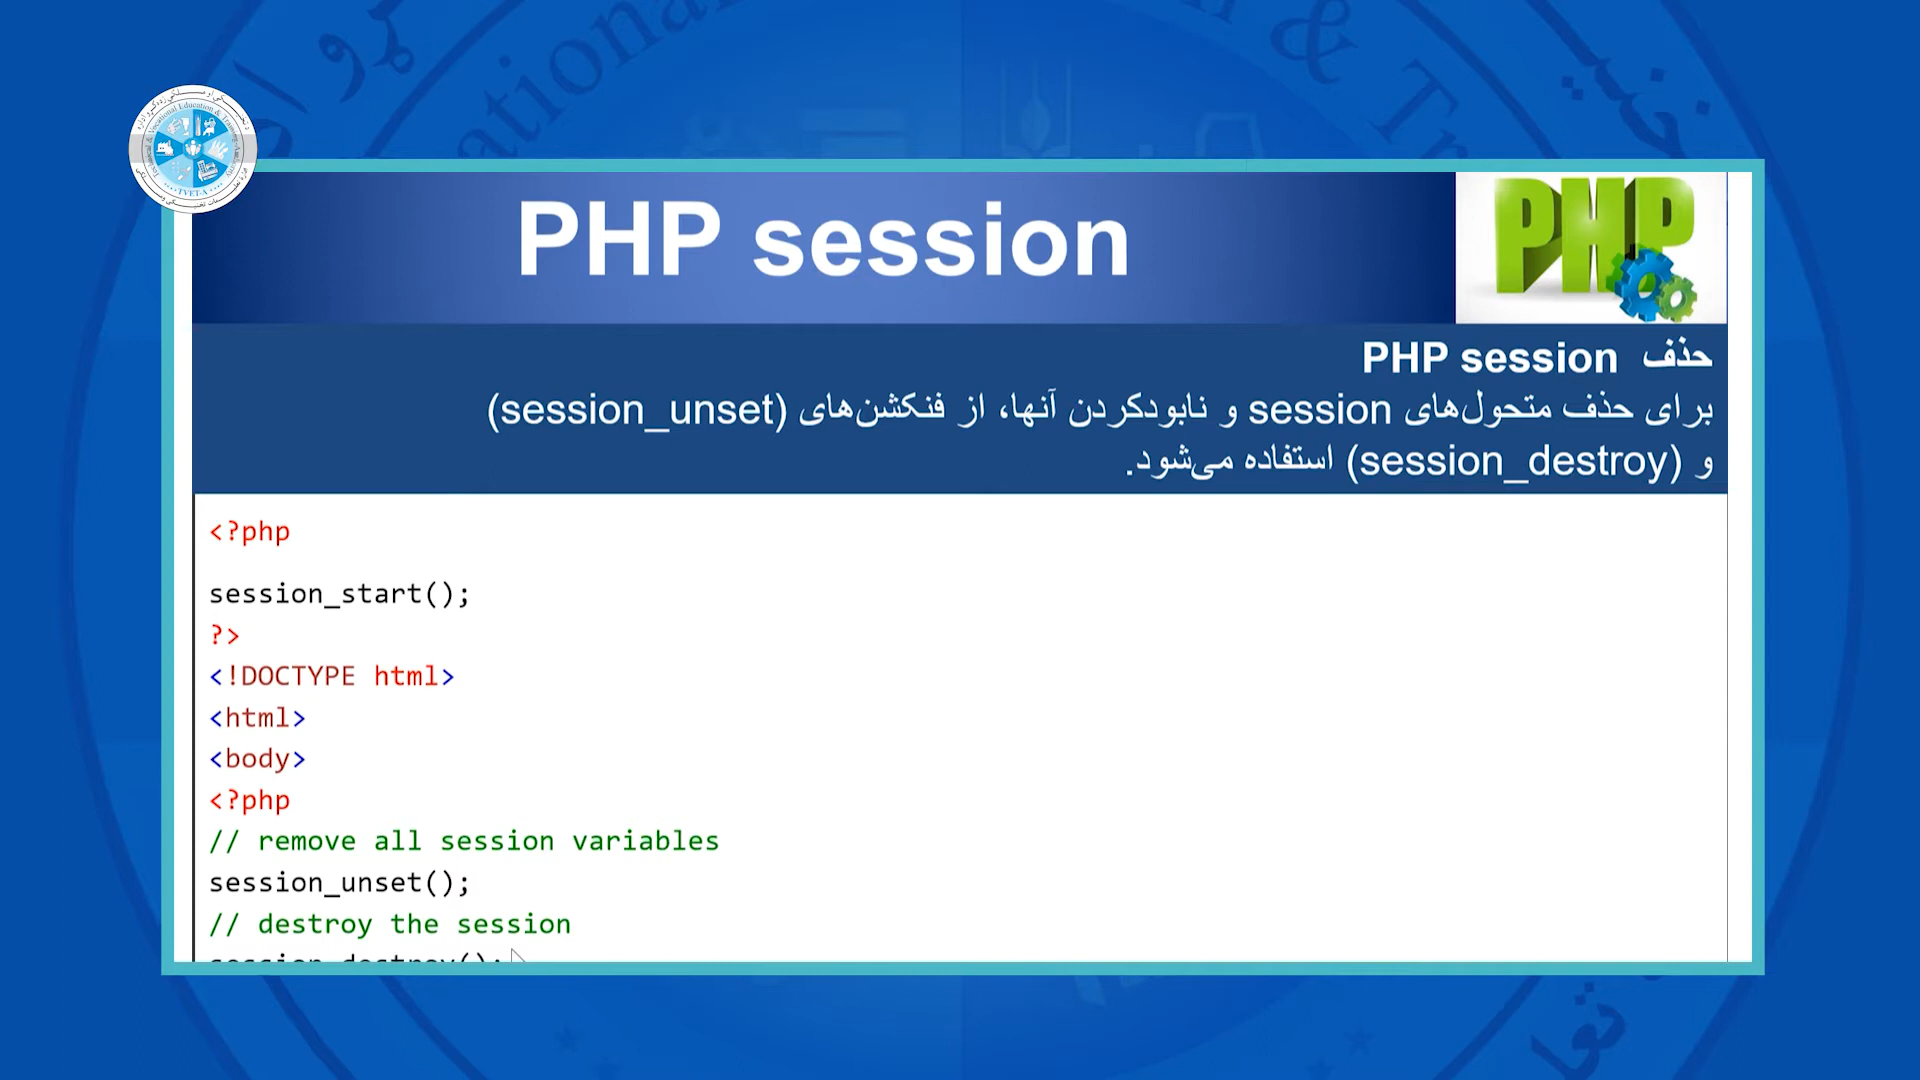 PHP session
PHP
حذف PHP session
برای حذف متحول‌های session و نابودکردن آنها، از فنکشن‌های (session_unset)
و (session_destroy) استفاده می‌شود.
<?php
session_start();
?>
<!DOCTYPE html>
<html>
<body>
<?php
// remove all session variables
session_unset();
// destroy the session
session_destroy();